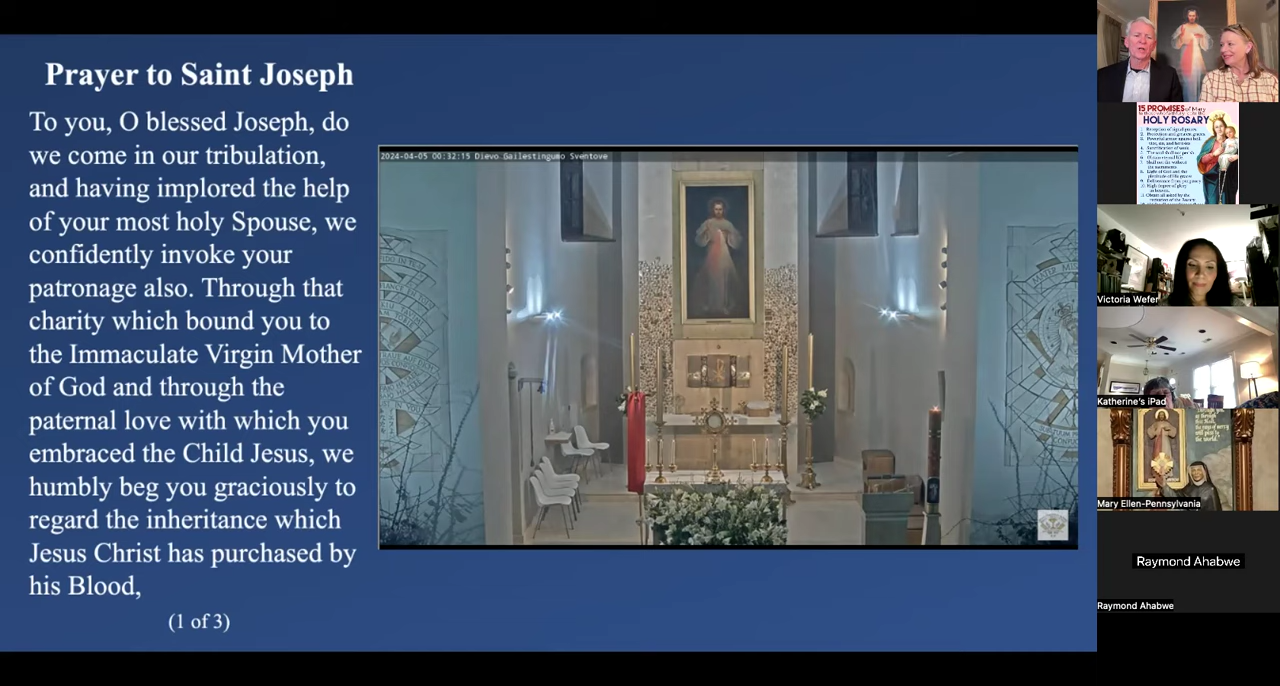 Prayer to Saint Joseph
To you, O blessed Joseph, do
we come in our tribulation,
and having implored the help
of your most holy Spouse, we
confidently invoke your
patronage also. Through that
charity which bound you to
the Immaculate Virgin Mother
of God and through the
paternal love with which you
embraced the Child Jesus, we
humbly beg you graciously to
regard the inheritance which
Jesus Christ has purchased by
his Blood,
(1 of 3)
2024-04-05 00:32:15 Dievo Gailestingumo Sventove
15 PROMISES of Mary
HOLY ROSARY
Victoria Wefer
Katherine's iPad
Mary Ellen-Pennsylvania
Raymond Ahabwe
Raymond Ahabwe